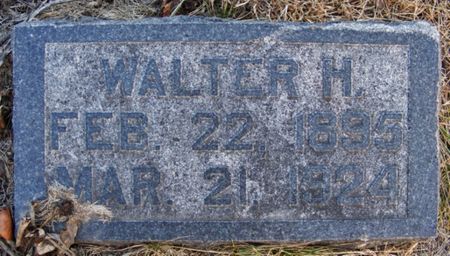 WALTER H.
FEB. 22, 1895
MAR. 21, 1924